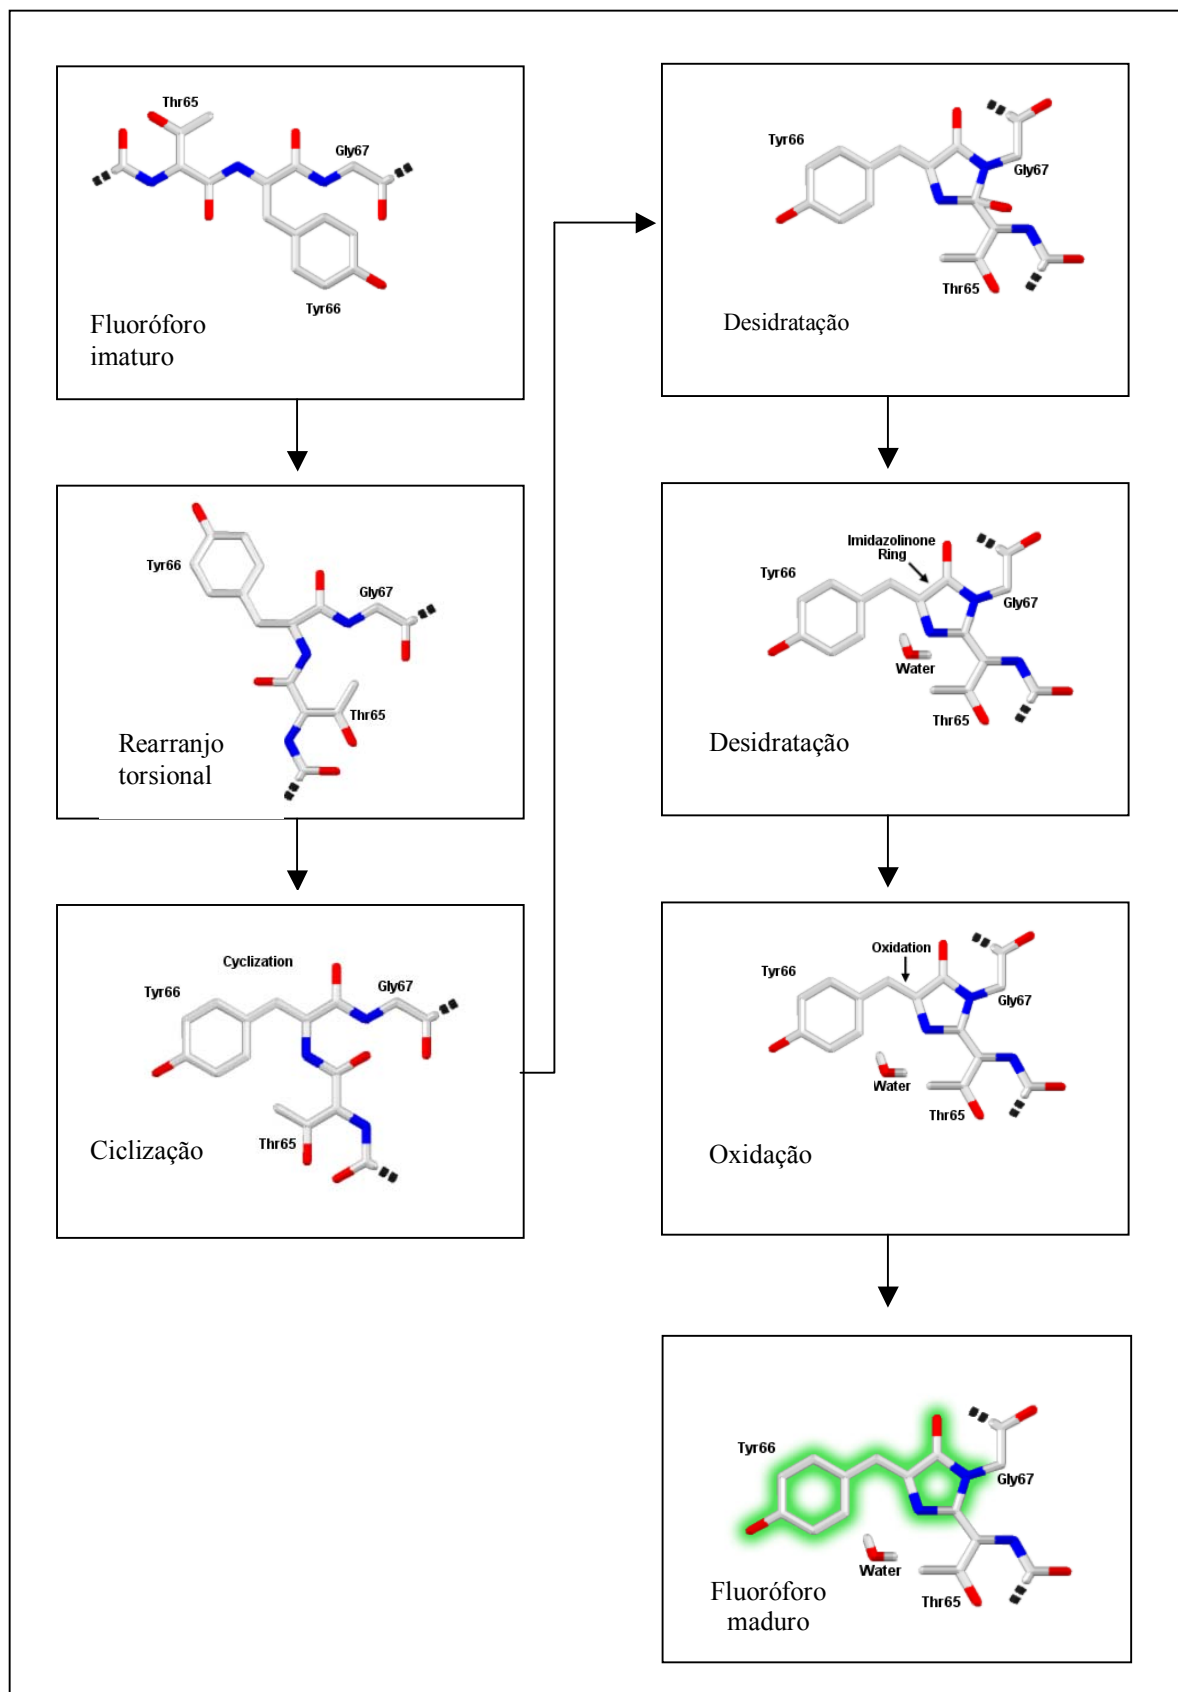 Thr65
Gly67
Tyr66
Fluoróforo
imaturo
Tyr66
Gly67
Thr65
Rearranjo
torsional
Cyclization
Tyr66
Gly67
Thr65
Ciclização
Tyr66
Gly67
Thr65
Desidratação
Imidazolinone
Ring
Tyr66
Gly67
Water
Thr65
Desidratação
Oxidation
Tyr66
Gly67
Water
Thr65
Oxidação
Tyr66
Gly67
Water
Thr65
Fluoróforo
maduro